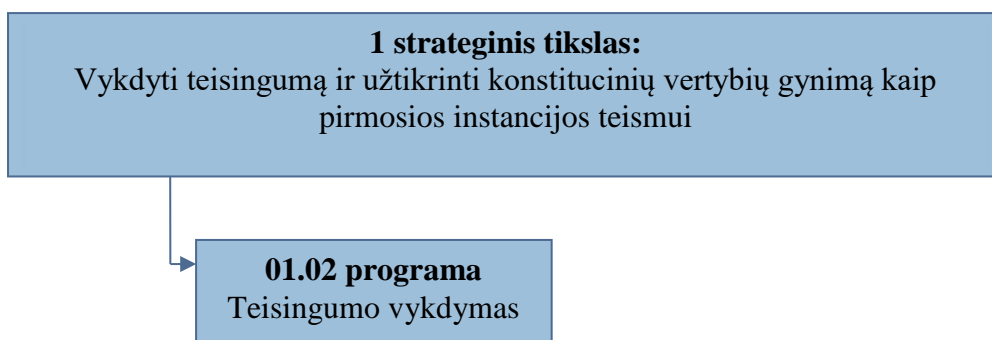 1 strateginis tikslas:
Vykdyti teisingumą ir užtikrinti konstitucinių vertybių gynimą kaip
pirmosios instancijos teismui
01.02 programa
Teisingumo vykdymas